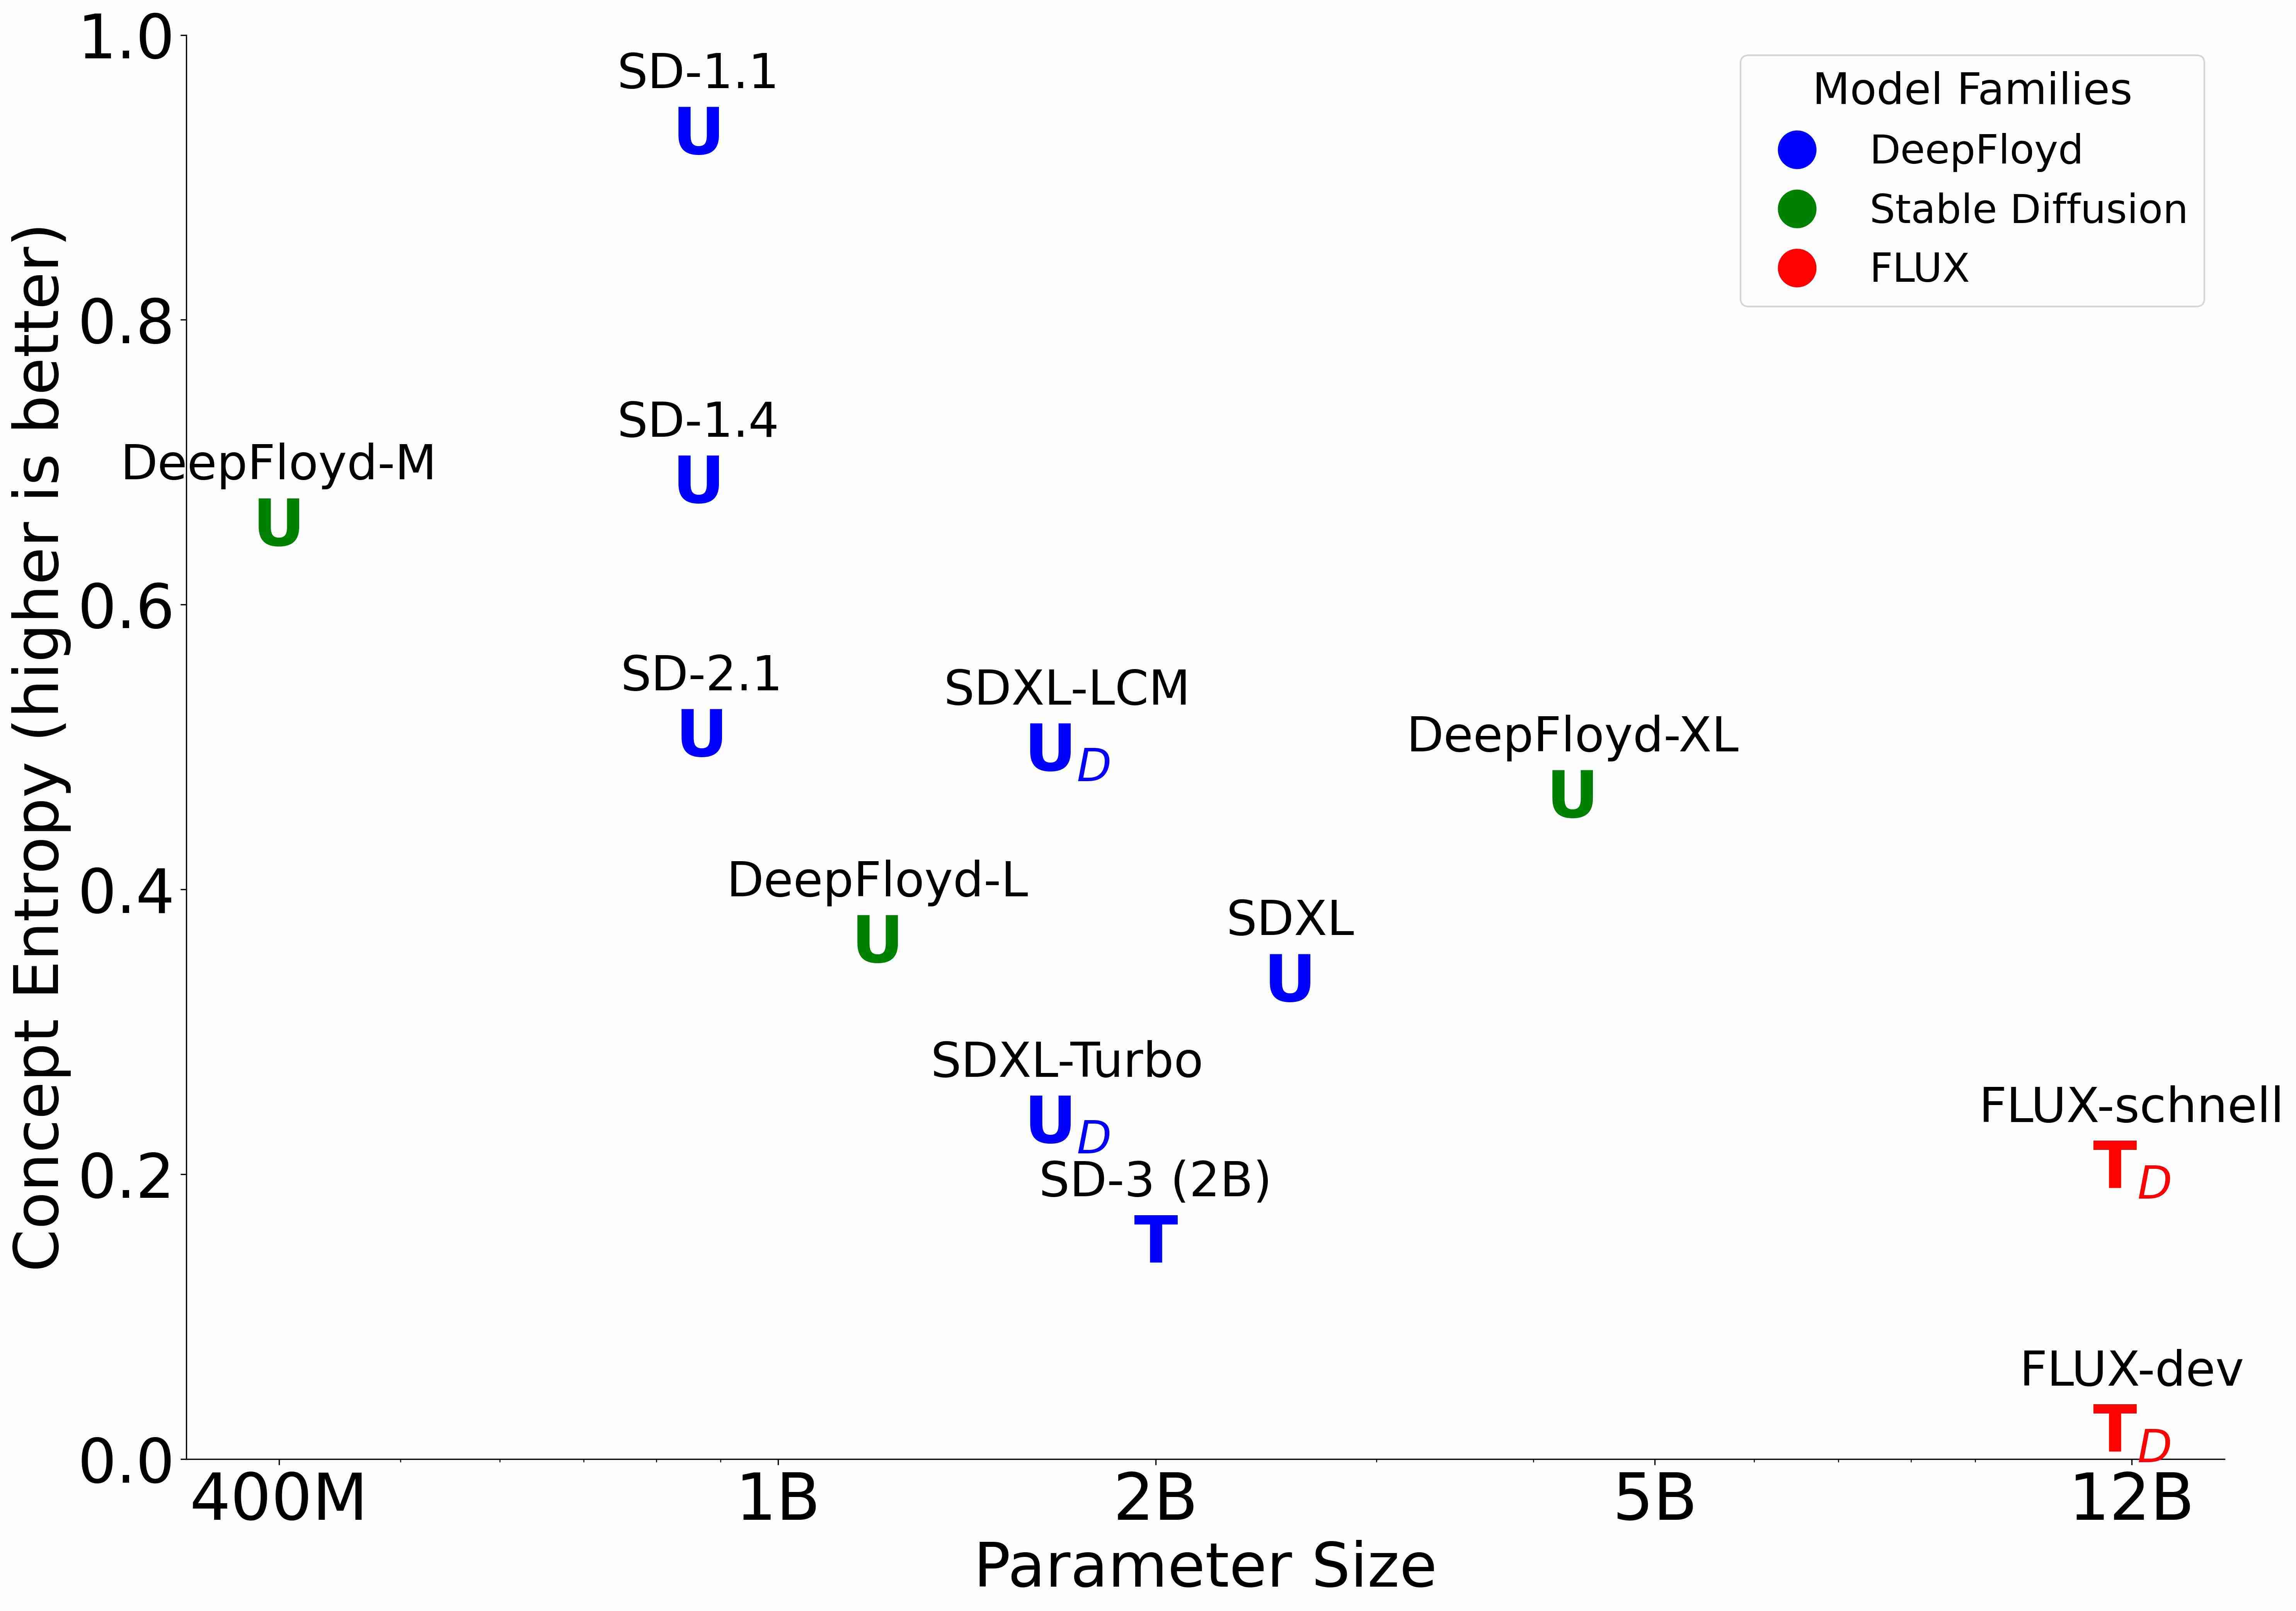 1.0
0.8
0.6
0.4
0.2
0.0
Concept Entropy (higher is better)
SD-1.1
U
SD-1.4
U
DeepFloyd-M
U
SD-2.1
U
SDXL-LCM
U_D
DeepFloyd-XL
U
DeepFloyd-L
U
SDXL
U
SDXL-Turbo
U_D
SD-3 (2B)
T
FLUX-schnell
T_D
FLUX-dev
T_D
Model Families
DeepFloyd
Stable Diffusion
FLUX
400M 1B 2B 5B 12B
Parameter Size